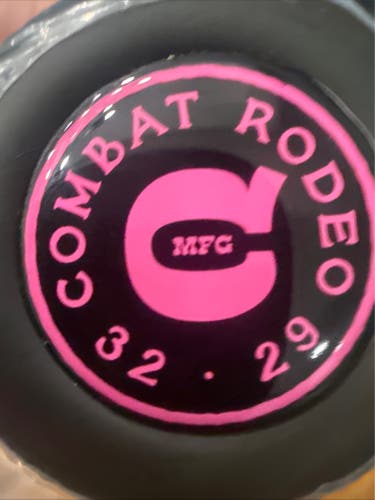 COMBAT RODEO
C
MFG
32 · 29